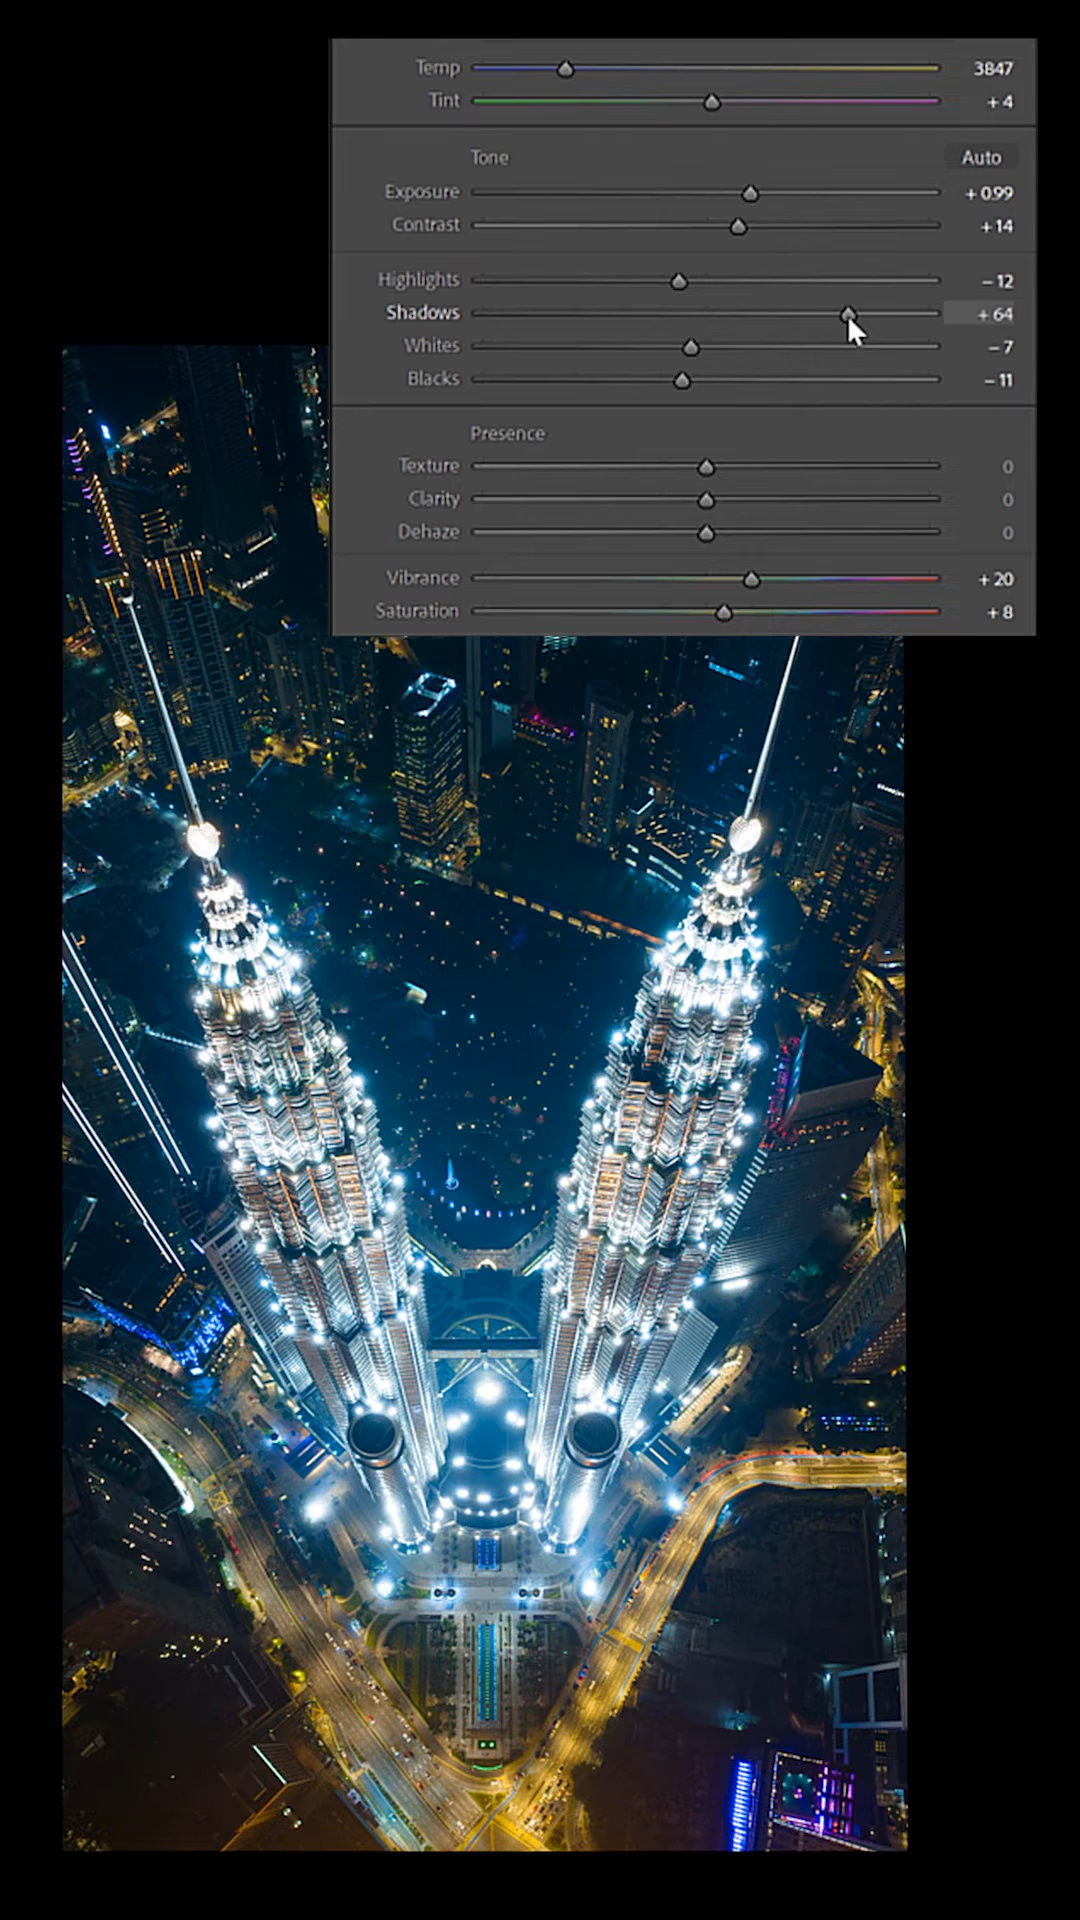 Temp 3847
Tint + 4
Tone Auto
Exposure + 0.99
Contrast + 14
Highlights – 12
Shadows + 64
Whites – 7
Blacks – 11
Presence
Texture 0
Clarity 0
Dehaze 0
Vibrance + 20
Saturation + 8